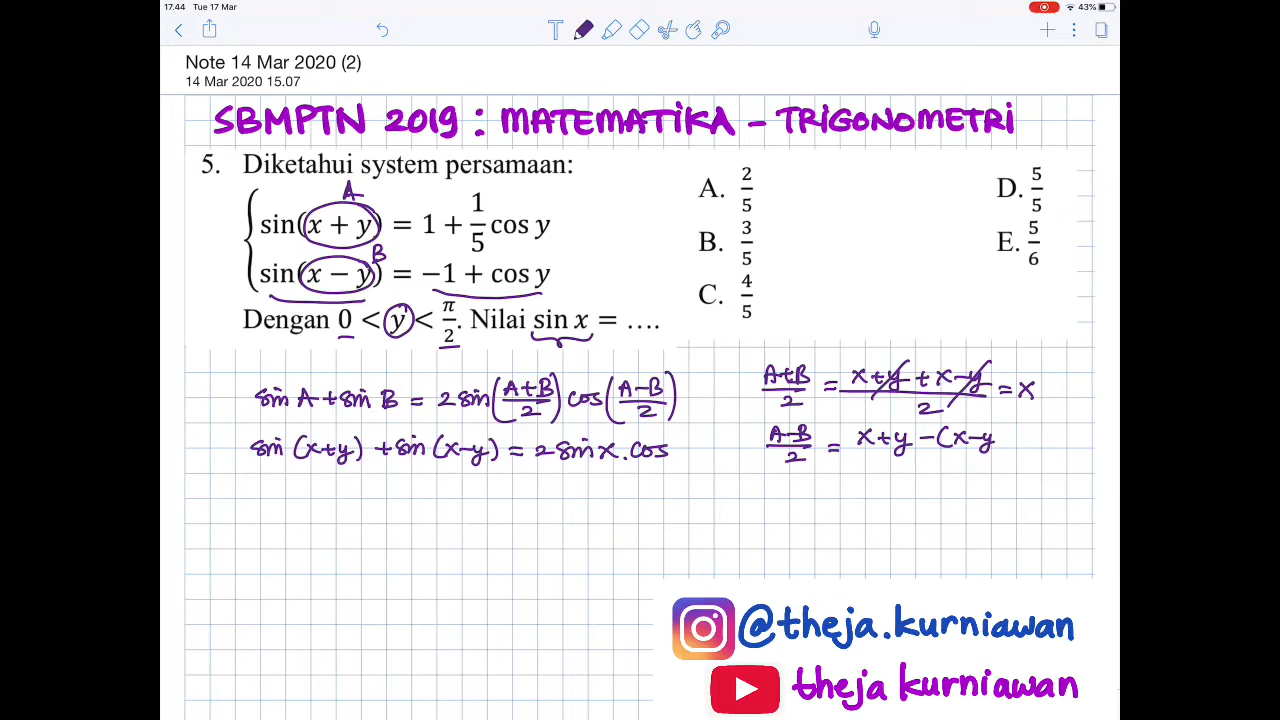 17.44 Tue 17 Mar
43%
Note 14 Mar 2020 (2)
14 Mar 2020 15.07
SBMPTN 2019 : MATEMATIKA – TRIGONOMETRI
5. Diketahui system persamaan:
A
sin(x + y) = 1 + 1/5 cos y
B
sin(x − y) = −1 + cos y
Dengan 0 < y < π/2. Nilai sin x = ….
A. 2/5
B. 3/5
C. 4/5
D. 5/5
E. 5/6
sin A + sin B = 2 sin((A+B)/2) cos((A−B)/2)
sin (x+y) + sin (x−y) = 2 sin x . cos
(A+B)/2 = (x+y + x−y)/2 = x
(A−B)/2 = x+y −(x−y
@theja.kurniawan
theja kurniawan